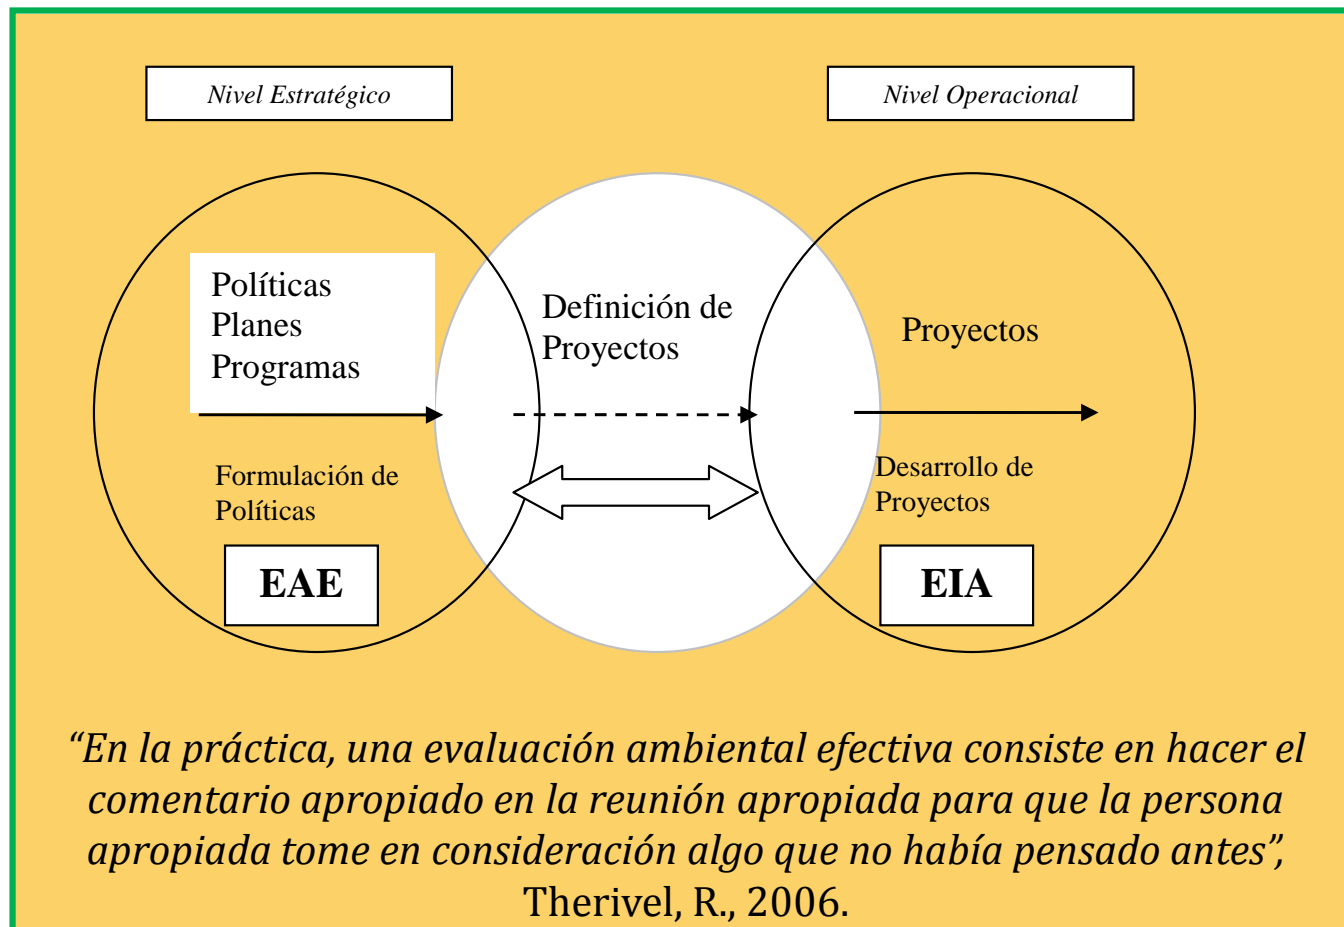 Nivel Estratégico
Nivel Operacional
Políticas
Planes
Programas
Definición de
Proyectos
Proyectos
Formulación de
Políticas
Desarrollo de
Proyectos
EAE
EIA
“En la práctica, una evaluación ambiental efectiva consiste en hacer el
comentario apropiado en la reunión apropiada para que la persona
apropiada tome en consideración algo que no había pensado antes”,
Therivel, R., 2006.